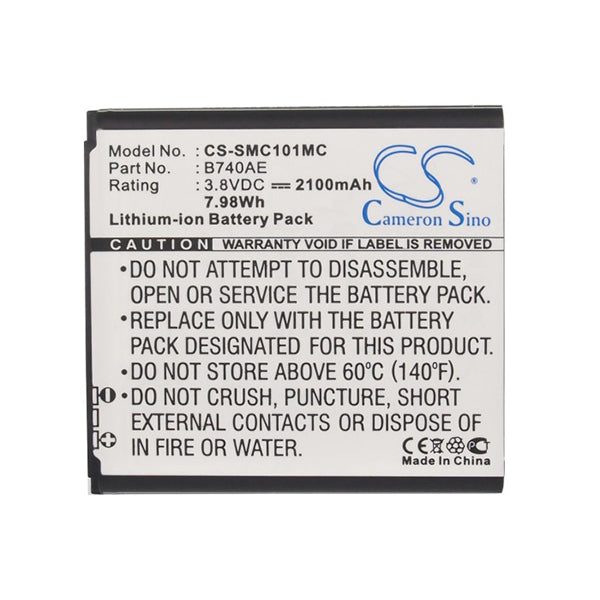 Model No. : CS-SMC101MC
Part No. : B740AE
Rating : 3.8VDC ⎓ 2100mAh
7.98Wh
Lithium-ion Battery Pack
CS
Cameron Sino
WARRANTY VOID IF LABEL IS REMOVED
•DO NOT ATTEMPT TO DISASSEMBLE,
OPEN OR SERVICE THE BATTERY PACK.
•REPLACE ONLY WITH THE BATTERY
PACK DESIGNATED FOR THIS UNIT.
•DO NOT STORE ABOVE 60°C (140°F).
•DO NOT CRUSH, PUNCTURE, SHORT
EXTERNAL CONTACTS OR DISPOSE
IN FIRE OR WATER.
CE
Made In China